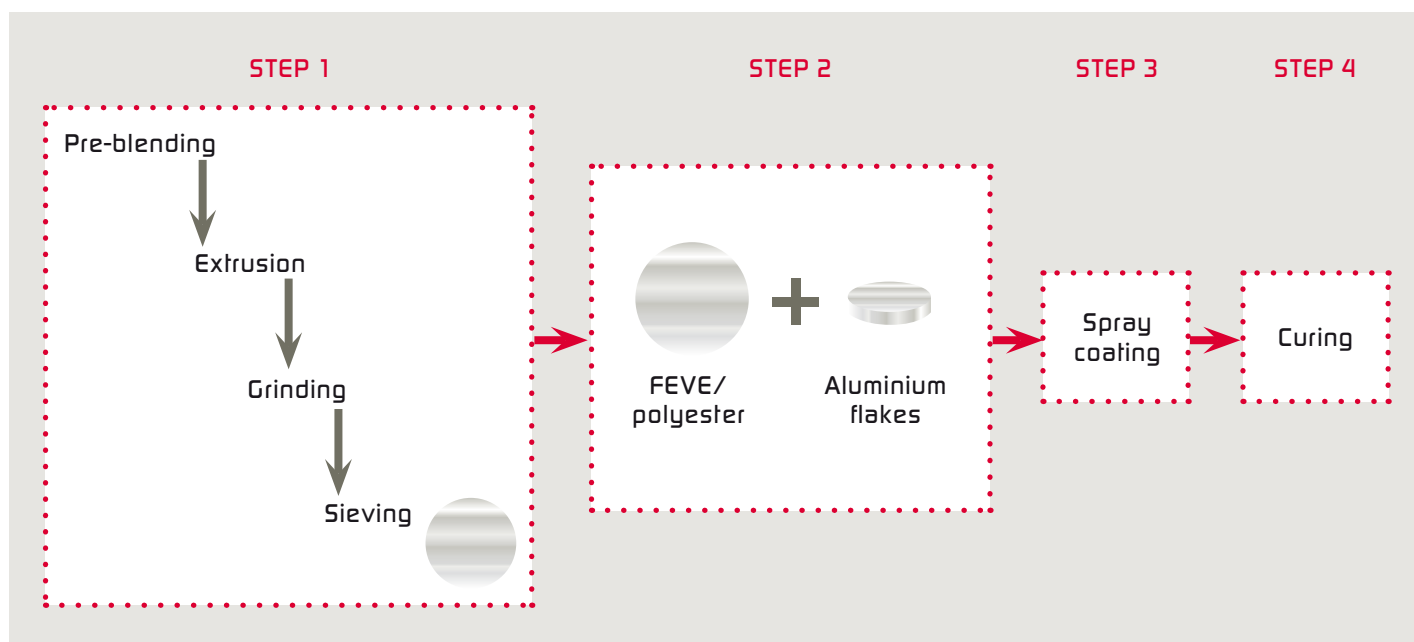 STEP 1
Pre-blending
Extrusion
Grinding
Sieving
STEP 2
FEVE/
polyester
Aluminium
flakes
STEP 3
Spray
coating
STEP 4
Curing